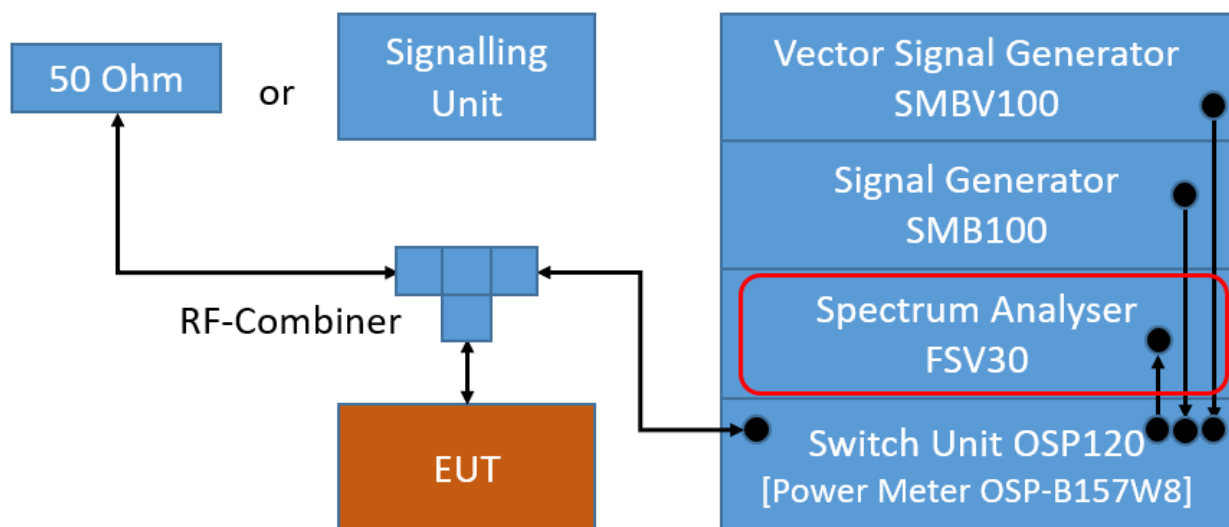 50 Ohm
or
Signalling
Unit
Vector Signal Generator
SMBV100
Signal Generator
SMB100
RF-Combiner
Spectrum Analyser
FSV30
EUT
Switch Unit OSP120
[Power Meter OSP-B157W8]